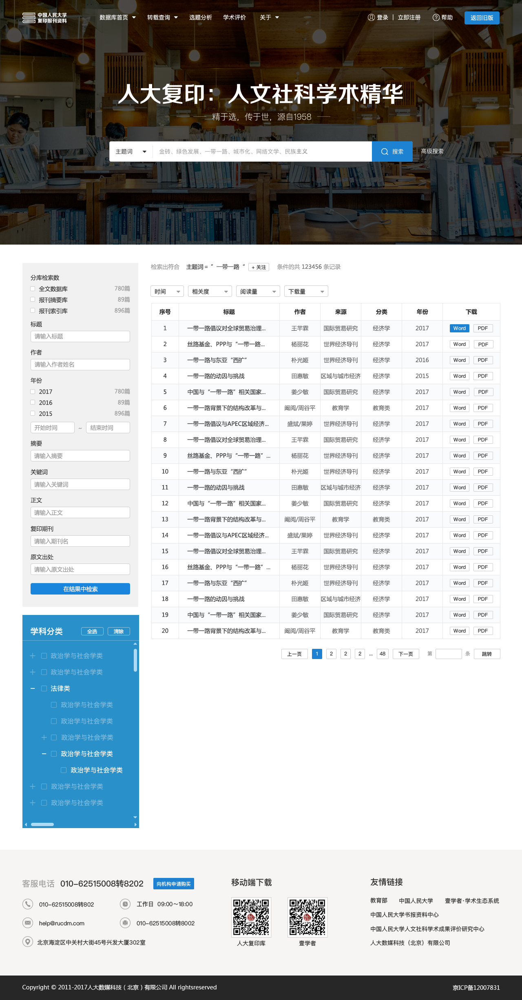 中国人民大学
复印报刊资料
数据库首页 转载查询 选题分析 学术评价 关于 登录 | 立即注册 帮助 返回旧版
人大复印：人文社科学术精华
精于选，传于世，源自1958
主题词 金砖、绿色发展、一带一路、城市化、网络文学、民族主义 搜索 高级搜索
检索出符合 主题词 = ” 一带一路 “ + 关注 条件的共 123456 条记录
分库检索数
全文数据库 780篇
报刊摘要库 89篇
报刊索引库 896篇
标题
请输入标题
作者
请输入作者姓名
年份
2017 780篇
2016 89篇
2015 896篇
开始时间 ~ 结束时间
摘要
请输入摘要
关键词
请输入关键词
正文
请输入正文
复印期刊
请输入期刊名
原文出处
请输入原文出处
在结果中检索
学科分类 全选 清除
政治学与社会学类
政治学与社会学类
法律类
政治学与社会学类
政治学与社会学类
政治学与社会学类
政治学与社会学类
政治学与社会学类
政治学与社会学类
政治学与社会学类
时间 相关度 阅读量 下载量
序号 标题 作者 来源 分类 年份 下载
1 一带一路倡议对全球贸易治理... 王芊霖 国际贸易研究 经济学 2017 Word PDF
2 丝路基金、PPP与“一带一路... 杨丽花 世界经济导刊 经济学 2017 Word PDF
3 一带一路与东亚“西扩” 朴光姬 世界经济导刊 经济学 2016 Word PDF
4 一带一路的动因与挑战 田惠敏 区域与城市经济 经济学 2015 Word PDF
5 中国与“一带一路”相关国家... 姜少敏 国际贸易研究 经济学 2017 Word PDF
6 一带一路背景下的结构改革与... 阚阅/周谷平 教育学 教育类 2017 Word PDF
7 一带一路倡议与APEC区域经济... 盛斌/果婷 世界经济导刊 经济学 2017 Word PDF
8 一带一路倡议对全球贸易治理... 王芊霖 国际贸易研究 经济学 2017 Word PDF
9 丝路基金、PPP与“一带一路”... 杨丽花 世界经济导刊 经济学 2017 Word PDF
10 一带一路与东亚“西扩” 朴光姬 世界经济导刊 经济学 2017 Word PDF
11 一带一路的动因与挑战 田惠敏 区域与城市经济 经济学 2017 Word PDF
12 中国与“一带一路”相关国家... 姜少敏 国际贸易研究 经济学 2017 Word PDF
13 一带一路背景下的结构改革与... 阚阅/周谷平 教育学 教育类 2017 Word PDF
14 一带一路倡议与APEC区域经济... 盛斌/果婷 世界经济导刊 经济学 2017 Word PDF
15 一带一路倡议对全球贸易治理... 王芊霖 国际贸易研究 经济学 2017 Word PDF
16 丝路基金、PPP与“一带一路”... 杨丽花 世界经济导刊 经济学 2017 Word PDF
17 一带一路与东亚“西扩” 朴光姬 世界经济导刊 经济学 2017 Word PDF
18 一带一路的动因与挑战 田惠敏 区域与城市经济 经济学 2017 Word PDF
19 中国与“一带一路”相关国家... 姜少敏 国际贸易研究 经济学 2017 Word PDF
20 一带一路背景下的结构改革与... 阚阅/周谷平 教育学 教育类 2017 Word PDF
上一页 1 2 2 2 ... 48 下一页 第 条 跳转
客服电话 010-62515008转8202 向机构申请购买
010-62515008转802 工作日 09:00～18:00
help@rucdm.com 010-62515008转8002
北京海淀区中关村大街45号兴发大厦302室
移动端下载
人大复印库 壹学者
友情链接
教育部 中国人民大学 壹学者·学术生态系统
中国人民大学书报资料中心
中国人民大学人文社科学术成果评价研究中心
人大数媒科技（北京）有限公司
Copyright © 2011-2017人大数媒科技（北京）有限公司 All rightsreserved 京ICP备12007831